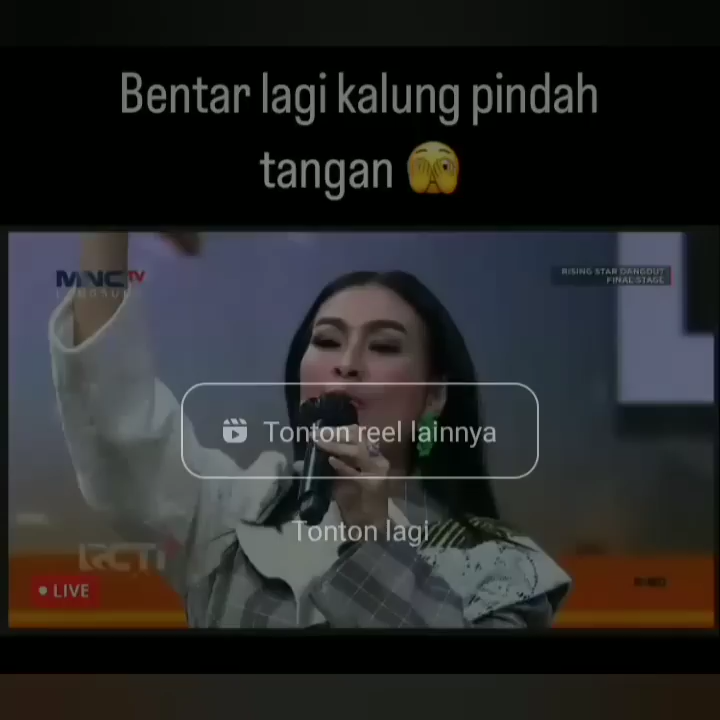 Bentar lagi kalung pindah
tangan 🫣
MNC TV
LANGSUNG
RISING STAR DANGDUT
FINAL STAGE
Tonton reel lainnya
Tonton lagi
RCTI
LIVE